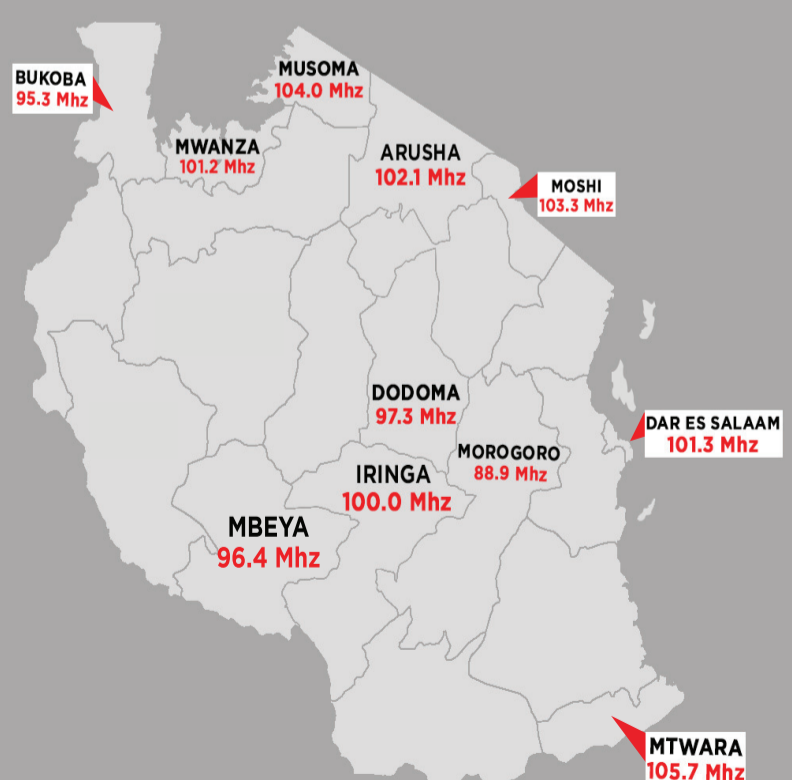 MUSOMA
104.0 Mhz
BUKOBA
95.3 Mhz
MWANZA
101.2 Mhz
ARUSHA
102.1 Mhz
MOSHI
103.3 Mhz
DODOMA
97.3 Mhz
DAR ES SALAAM
101.3 Mhz
MOROGORO
88.9 Mhz
IRINGA
100.0 Mhz
MBEYA
96.4 Mhz
MTWARA
105.7 Mhz